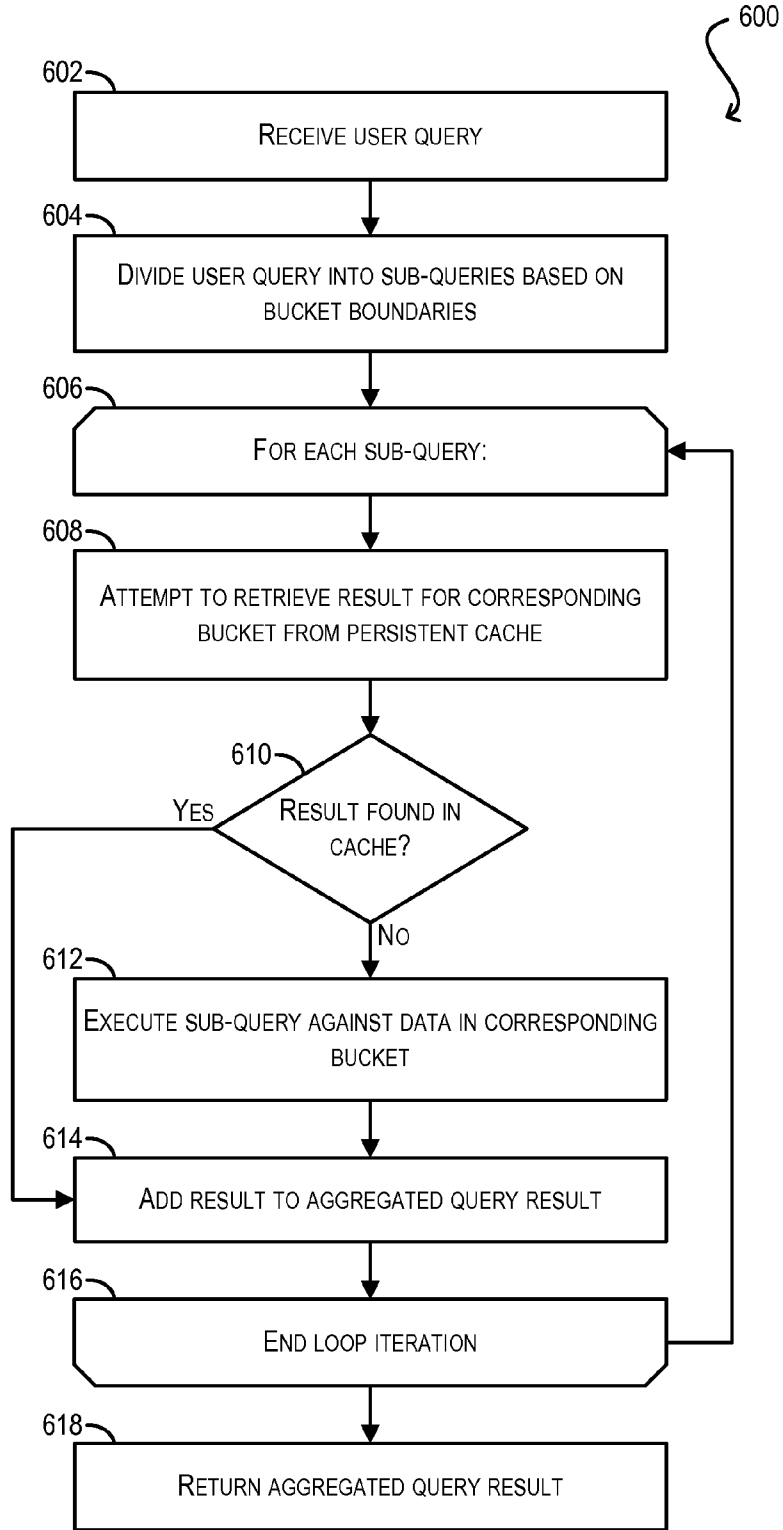 600
602
RECEIVE USER QUERY
604
DIVIDE USER QUERY INTO SUB-QUERIES BASED ON
BUCKET BOUNDARIES
606
FOR EACH SUB-QUERY:
608
ATTEMPT TO RETRIEVE RESULT FOR CORRESPONDING
BUCKET FROM PERSISTENT CACHE
610
YES
RESULT FOUND IN
CACHE?
NO
612
EXECUTE SUB-QUERY AGAINST DATA IN CORRESPONDING
BUCKET
614
ADD RESULT TO AGGREGATED QUERY RESULT
616
END LOOP ITERATION
618
RETURN AGGREGATED QUERY RESULT